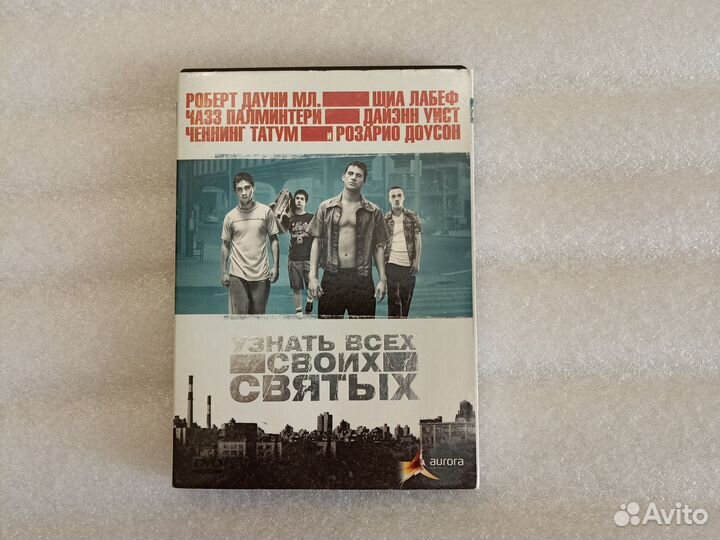 РОБЕРТ ДАУНИ МЛ. ШИА ЛАБЕФ
ЧАЗЗ ПАЛМИНТЕРИ ДАЙЭНН УИСТ
ЧЕННИНГ ТАТУМ и РОЗАРИО ДОУСОН
УЗНАТЬ ВСЕХ
СВОИХ
СВЯТЫХ
DVD
aurora
Avito